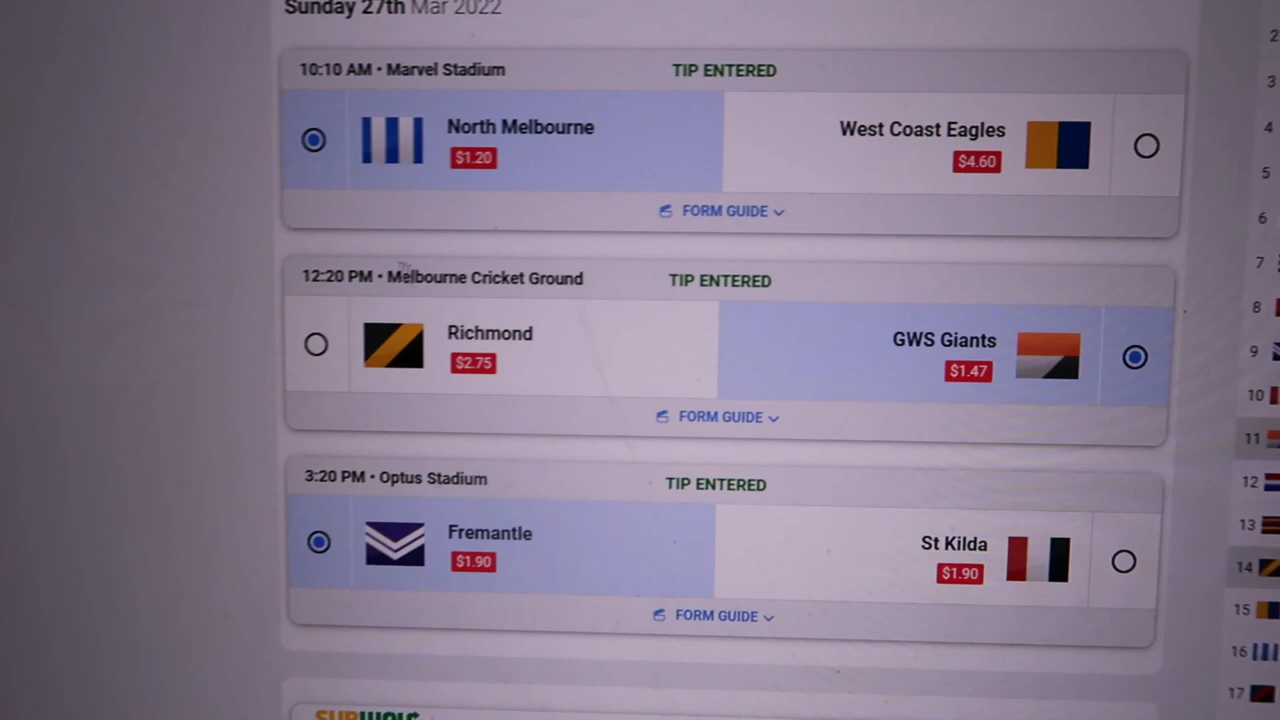 Sunday 27th Mar 2022
10:10 AM • Marvel Stadium TIP ENTERED
North Melbourne West Coast Eagles
$1.20 $4.60
FORM GUIDE
12:20 PM • Melbourne Cricket Ground TIP ENTERED
Richmond GWS Giants
$2.75 $1.47
FORM GUIDE
3:20 PM • Optus Stadium TIP ENTERED
Fremantle St Kilda
$1.90 $1.90
FORM GUIDE
SUBWAY
2
3
4
5
6
7
8
9
10
11
12
13
14
15
16
17